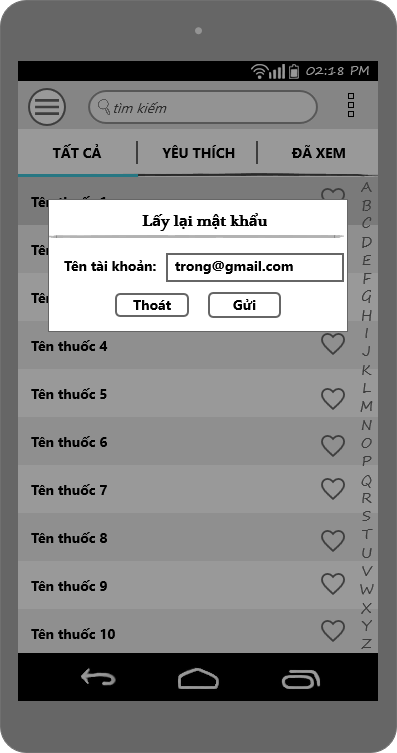 02:18 PM
tìm kiếm
TẤT CẢ
YÊU THÍCH
ĐÃ XEM
Lấy lại mật khẩu
Tên tài khoản: trong@gmail.com
Thoát
Gửi
Tên
Tên
Tên
Tên thuốc 4
Tên thuốc 5
Tên thuốc 6
Tên thuốc 7
Tên thuốc 8
Tên thuốc 9
Tên thuốc 10
A
B
C
D
E
F
G
H
I
J
K
L
M
N
O
P
Q
R
S
T
U
V
W
X
Y
Z